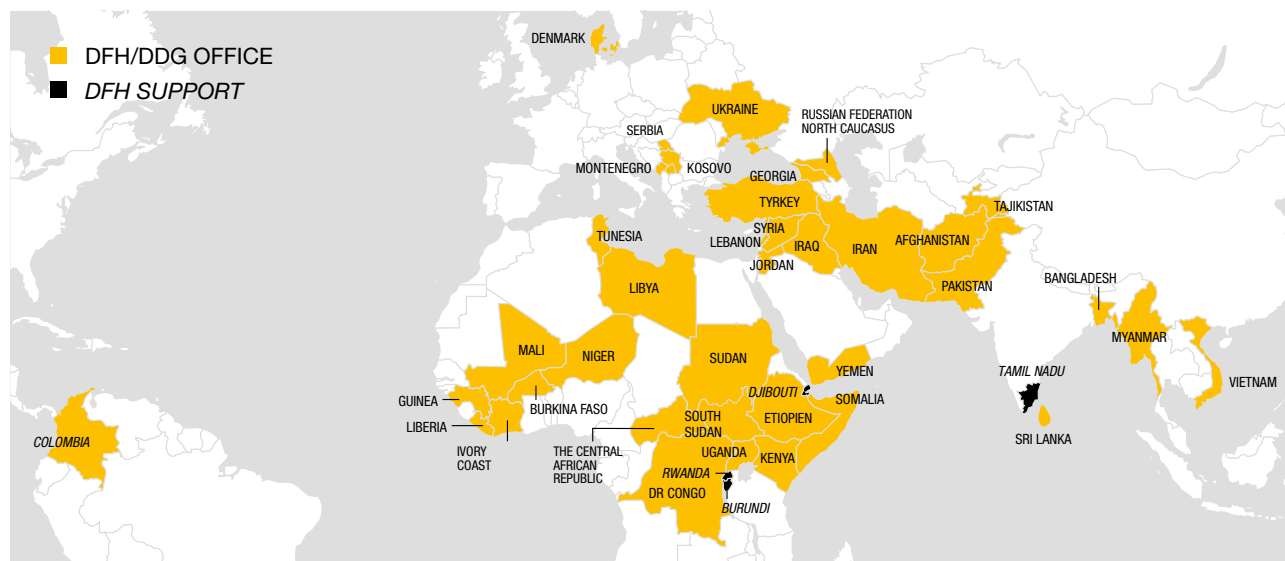 DFH/DDG OFFICE
DFH SUPPORT
DENMARK
UKRAINE
RUSSIAN FEDERATION
NORTH CAUCASUS
SERBIA
MONTENEGRO
KOSOVO
GEORGIA
TYRKEY
TAJIKISTAN
TUNESIA
SYRIA
LEBANON
IRAQ
IRAN
AFGHANISTAN
JORDAN
PAKISTAN
BANGLADESH
LIBYA
MYANMAR
MALI
NIGER
SUDAN
YEMEN
TAMIL NADU
VIETNAM
DJIBOUTI
SOMALIA
GUINEA
BURKINA FASO
LIBERIA
SOUTH
SUDAN
ETIOPIEN
SRI LANKA
COLOMBIA
IVORY
COAST
THE CENTRAL
AFRICAN
REPUBLIC
UGANDA
KENYA
RWANDA
DR CONGO
BURUNDI